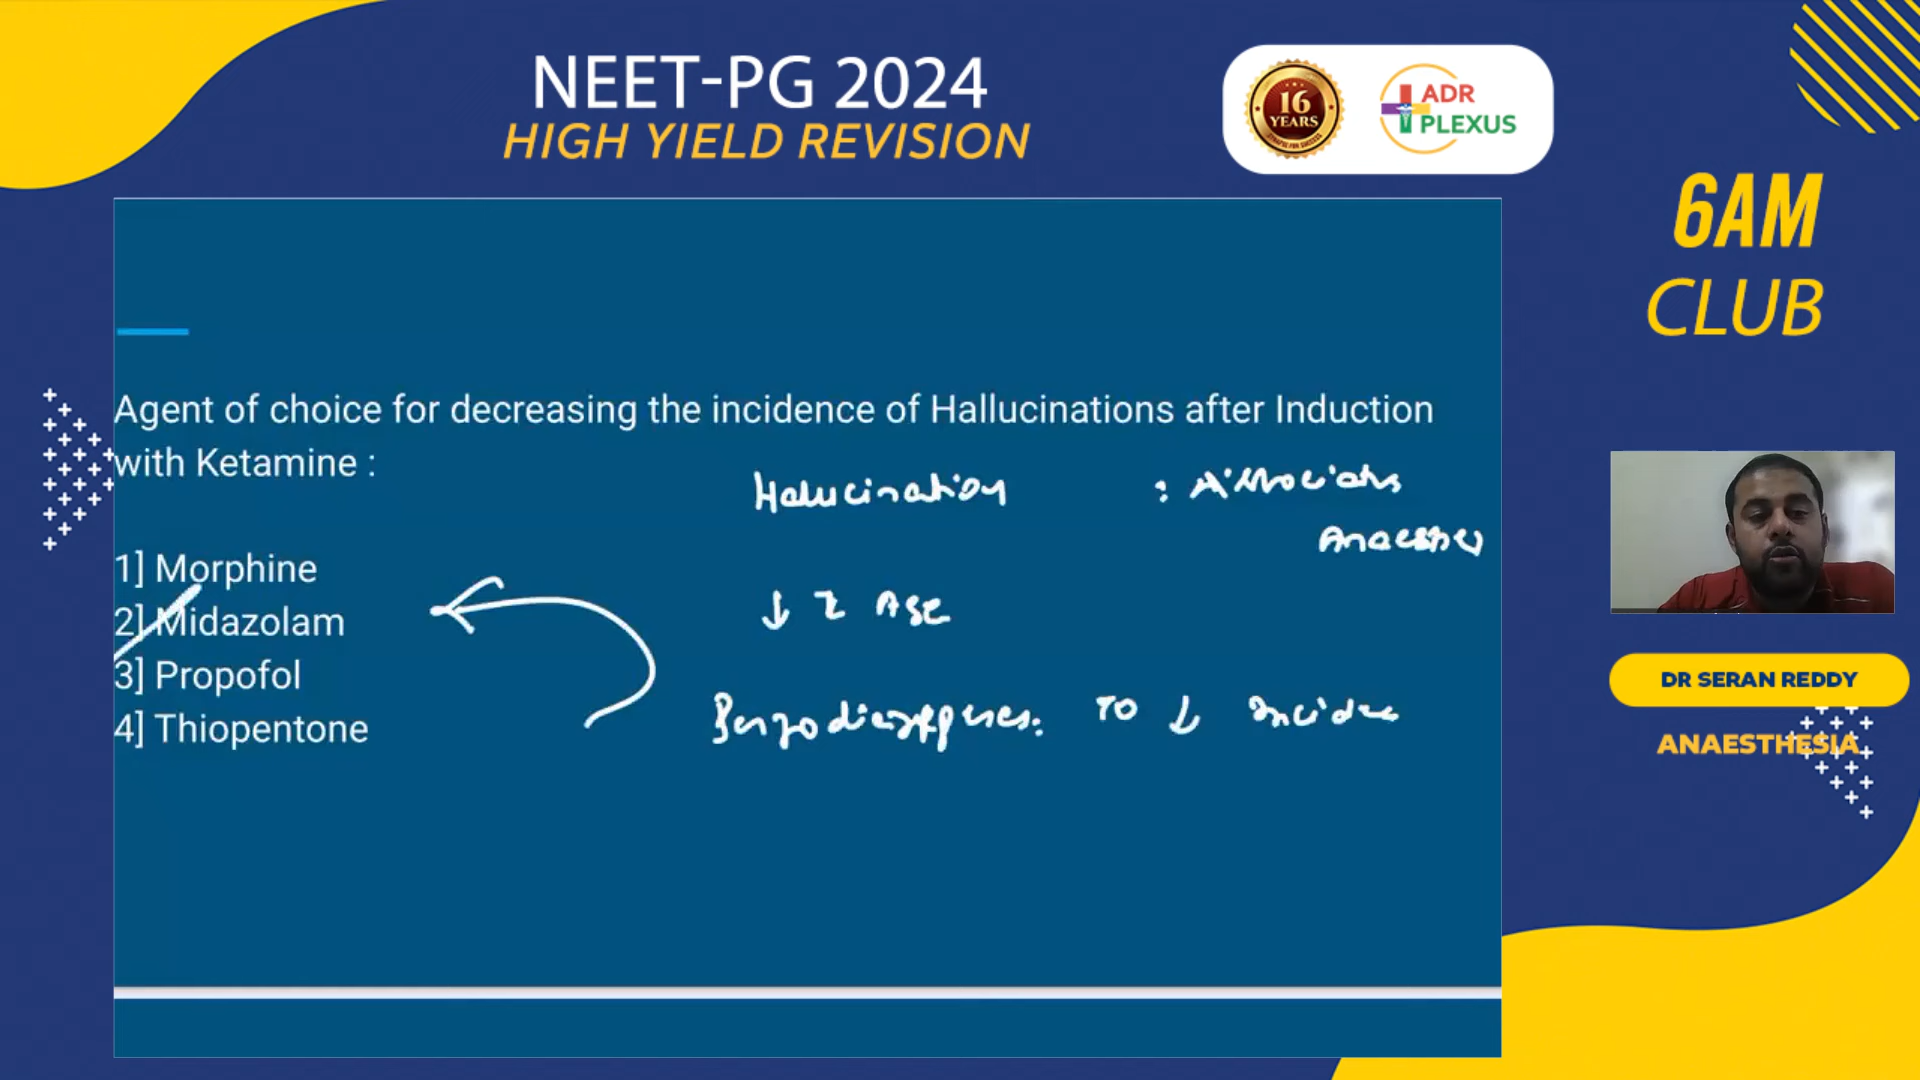 NEET-PG 2024
HIGH YIELD REVISION
16
YEARS
ADR
PLEXUS
6AM
CLUB
Agent of choice for decreasing the incidence of Hallucinations after Induction
with Ketamine :
Hallucination :
1] Morphine
2] Midazolam
3] Propofol
4] Thiopentone
↓ Age
To ↓
DR SERAN REDDY
ANAESTHESIA